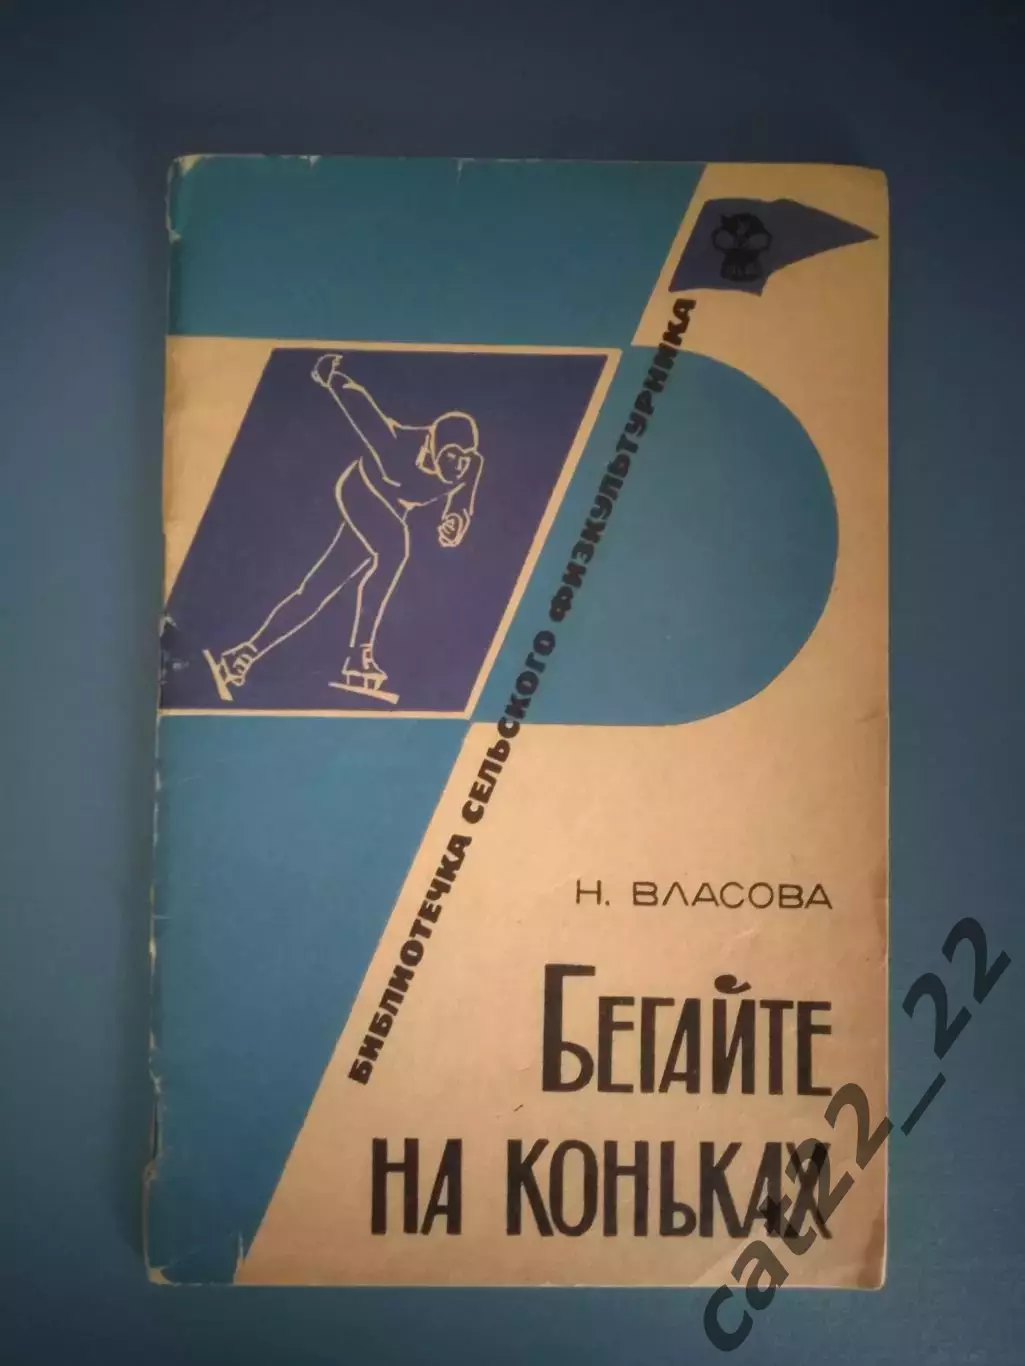 БИБЛИОТЕЧКА СЕЛЬСКОГО ФИЗКУЛЬТУРНИКА
Н. ВЛАСОВА
БЕГАЙТЕ
НА КОНЬКАХ
cat22_22